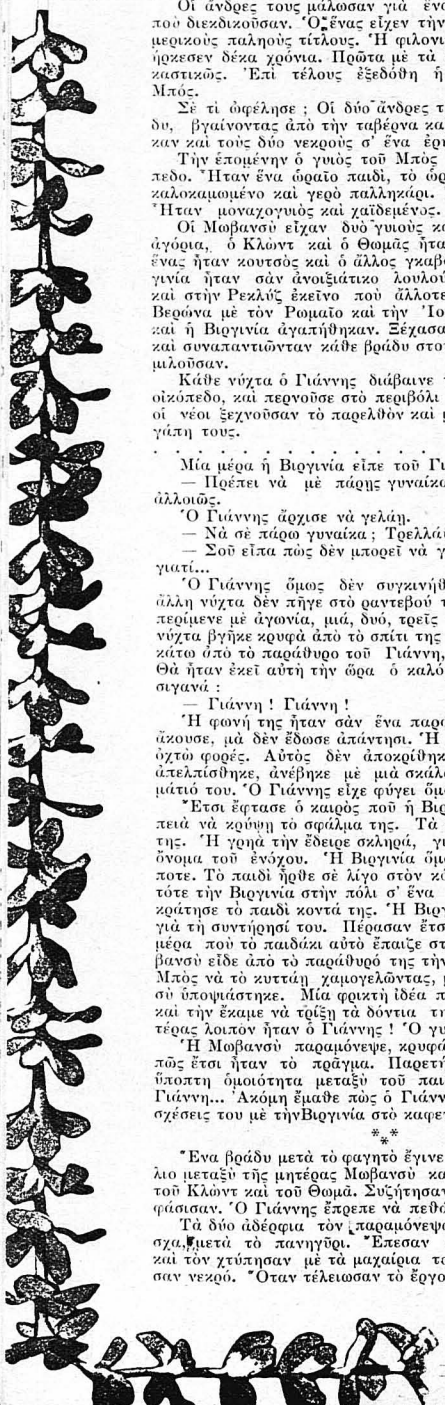 Οἱ ἄνδρες τους μάλωσαν γιὰ ἕνα
ποὺ διεκδικοῦσαν. Ὁ ἕνας εἶχεν τὴν
μερικοὺς παληοὺς τίτλους. Ἡ φιλονι
ἤρκεσεν δέκα χρόνια. Πρῶτα μὲ τὰ
καστικῶς. Ἐπὶ τέλους ἐξεδόθη ἡ
Μπός.
Σὲ τί ὠφέλησε ; Οἱ δύο ἄνδρες τ
δυ, βγαίνοντας ἀπὸ τὴν ταβέρνα κα
καν καὶ τοὺς δύο νεκροὺς σ' ἕνα ἐρη
Τὴν ἑπομένην ὁ γυιὸς τοῦ Μπὸς
πεδο. Ἦταν ἕνα ὡραῖο παιδὶ, τὸ ὡρ
καλοκαμωμένο καὶ γερὸ παλληκάρι.
Ἦταν μοναχογυιὸς καὶ χαϊδεμένος.
Οἱ Μωβανσὺ εἶχαν δυὸ γυιοὺς κα
ἀγόρια, ὁ Κλὼντ καὶ ὁ Θωμᾶς ἦτα
ἕνας ἦταν κουτσὸς καὶ ὁ ἄλλος γκαβ
γινία ἦταν σὰν ἀνοιξιάτικο λουλού
καὶ στὴν Ρεκλὺζ ἐκεῖνο ποὺ ἄλλοτε
Βερώνα μὲ τὸν Ρωμαῖο καὶ τὴν Ἰο
καὶ ἡ Βιργινία ἀγαπήθηκαν. Ξέχασα
καὶ συναπαντιῶνταν κάθε βράδυ στο
μιλοῦσαν.
Κάθε νύχτα ὁ Γιάννης διάβαινε
οἰκόπεδο, καὶ περνοῦσε στὸ περιβόλι
οἱ νέοι ξεχνοῦσαν τὸ παρελθὸν καὶ μ
γάπη τους.
. . . . . . . . . . . . .
Μία μέρα ἡ Βιργινία εἶπε τοῦ Γι
— Πρέπει νὰ μὲ πάρῃς γυναίκα
ἀλλοιῶς.
Ὁ Γιάννης ἄρχισε νὰ γελάῃ.
— Νὰ σὲ πάρω γυναίκα ; Τρελλά
— Σοῦ εἶπα πὼς δὲν μπορεῖ νὰ γ
γιατί...
Ὁ Γιάννης ὅμως δὲν συγκινήθ
ἄλλη νύχτα δὲν πῆγε στὸ ραντεβοὺ τ
περίμενε μὲ ἀγωνία, μιά, δυό, τρεῖς
νύχτα βγῆκε κρυφὰ ἀπὸ τὸ σπίτι της
κάτω ἀπὸ τὸ παράθυρο τοῦ Γιάννη,
Θὰ ἦταν ἐκεῖ αὐτὴ τὴν ὥρα ὁ καλό
σιγανά :
— Γιάννη ! Γιάννη !
Ἡ φωνή της ἦταν σὰν ἕνα παρα
ἄκουσε, μὰ δὲν ἔδωσε ἀπάντησι. Ἡ
ὀχτὼ φορές. Αὐτὸς δὲν ἀποκρίθηκ
ἀπελπίσθηκε, ἀνέβηκε μὲ μιὰ σκάλα
μάτιό του. Ὁ Γιάννης εἶχε φύγει ὅμ
Ἔτσι ἔφτασε ὁ καιρὸς ποὺ ἡ Βιρ
πειὰ νὰ κρύψῃ τὸ σφάλμα της. Τὰ
της. Ἡ γρηὰ τὴν ἔδειρε σκληρά, γι
ὄνομα τοῦ ἐνόχου. Ἡ Βιργινία ὅμω
ποτε. Τὸ παιδὶ ἦρθε σὲ λίγο στὸν κό
τότε τὴν Βιργινία στὴν πόλι σ' ἕνα
κράτησε τὸ παιδὶ κοντά της. Ἡ Βιργ
γιὰ τὴ συντήρησί του. Πέρασαν ἔτσ
μέρα ποὺ τὸ παιδάκι αὐτὸ ἔπαιζε στ
βανσὺ εἶδε ἀπὸ τὸ παράθυρό της τὴν
Μπὸς νὰ τὸ κυττάῃ χαμογελῶντας, μ
σὺ ὑποψιάστηκε. Μία φρικτὴ ἰδέα π
καὶ τὴν ἔκαμε νὰ τρίξῃ τὰ δόντια τη
τέρας λοιπὸν ἦταν ὁ Γιάννης ! Ὁ γυ
Ἡ Μωβανσὺ παραμόνεψε, κρυφά
πῶς ἔτσι ἦταν τὸ πρᾶγμα. Παρετή
ὕποπτη ὁμοιότητα μεταξὺ τοῦ παι
Γιάννη... Ἀκόμη ἔμαθε πὼς ὁ Γιάνν
σχέσεις του μὲ τὴνΒιργινία στὸ καφε
***
Ἕνα βράδυ μετὰ τὸ φαγητὸ ἔγινε
λιο μεταξὺ τῆς μητέρας Μωβανσὺ κα
τοῦ Κλὼντ καὶ τοῦ Θωμᾶ. Συζήτησαν
φάσισαν. Ὁ Γιάννης ἔπρεπε νὰ πεθά
Τὰ δύο ἀδέρφια τὸν παραμόνεψα
σχα, μετὰ τὸ πανηγῦρι. Ἔπεσαν
καὶ τὸν χτύπησαν μὲ τὰ μαχαίρια το
σαν νεκρό. Ὅταν τέλειωσαν τὸ ἔργο